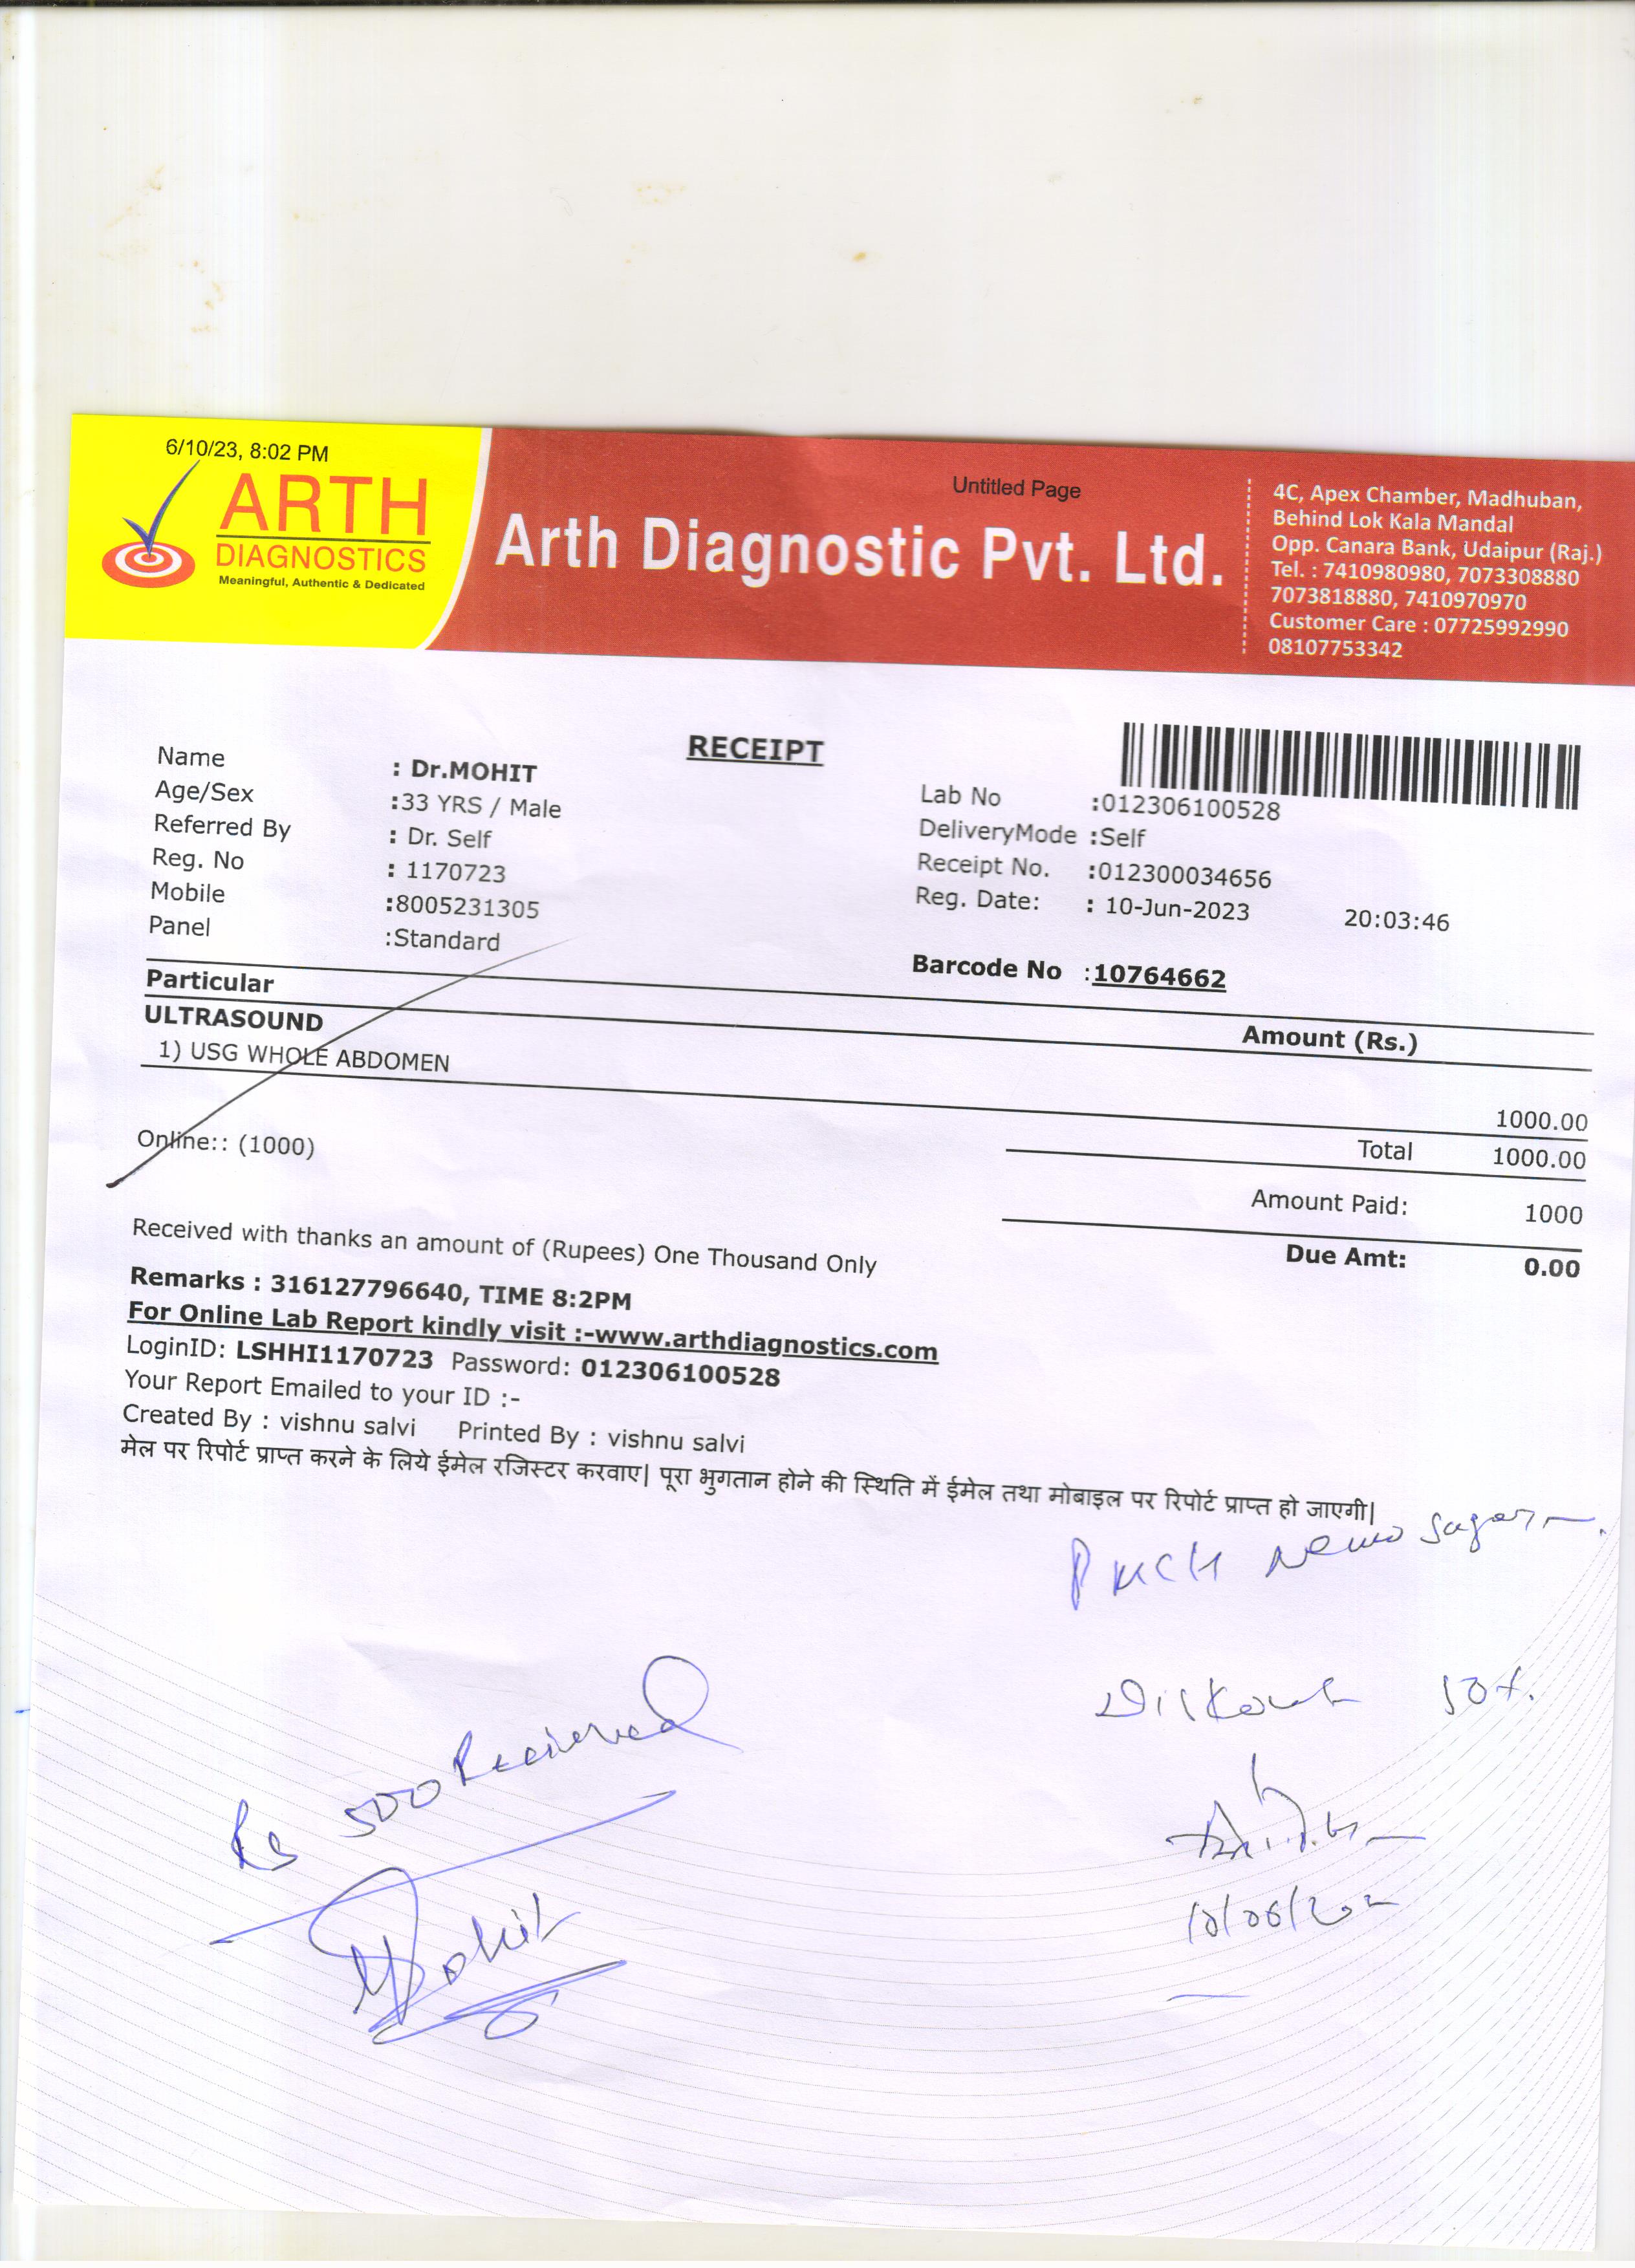 6/10/23, 8:02 PM
Untitled Page
ARTH
DIAGNOSTICS
Meaningful, Authentic & Dedicated
Arth Diagnostic Pvt. Ltd.
4C, Apex Chamber, Madhuban,
Behind Lok Kala Mandal
Opp. Canara Bank, Udaipur (Raj.)
Tel. : 7410980980, 7073308880
7073818880, 7410970970
Customer Care : 07725992990
08107753342
RECEIPT
Name : Dr.MOHIT
Age/Sex :33 YRS / Male
Referred By : Dr. Self
Reg. No : 1170723
Mobile :8005231305
Panel :Standard
Lab No :012306100528
DeliveryMode :Self
Receipt No. :012300034656
Reg. Date: : 10-Jun-2023 20:03:46
Barcode No :10764662
Particular Amount (Rs.)
ULTRASOUND
1) USG WHOLE ABDOMEN 1000.00
Total 1000.00
Online:: (1000)
Amount Paid: 1000
Due Amt: 0.00
Received with thanks an amount of (Rupees) One Thousand Only
Remarks : 316127796640, TIME 8:2PM
For Online Lab Report kindly visit :-www.arthdiagnostics.com
LoginID: LSHHI1170723 Password: 012306100528
Your Report Emailed to your ID :-
Created By : vishnu salvi Printed By : vishnu salvi
मेल पर रिपोर्ट प्राप्त करने के लिये ईमेल रजिस्टर करवाए| पूरा भुगतान होने की स्थिति में ईमेल तथा मोबाइल पर रिपोर्ट प्राप्त हो जाएगी|
PMCH
Rs 500 Recieved
Mohit